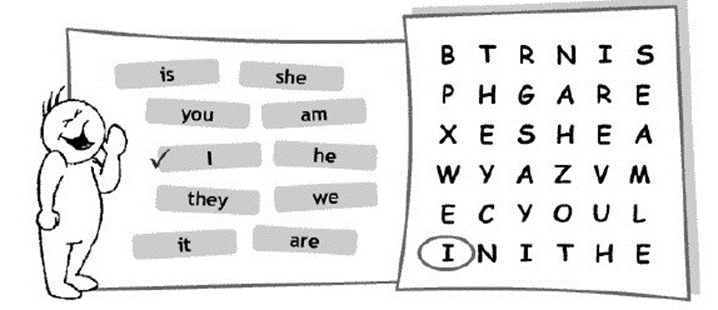 is she
you am
I he
they we
it are
B T R N I S
P H G A R E
X E S H E A
W Y A Z V M
E C Y O U L
I N I T H E